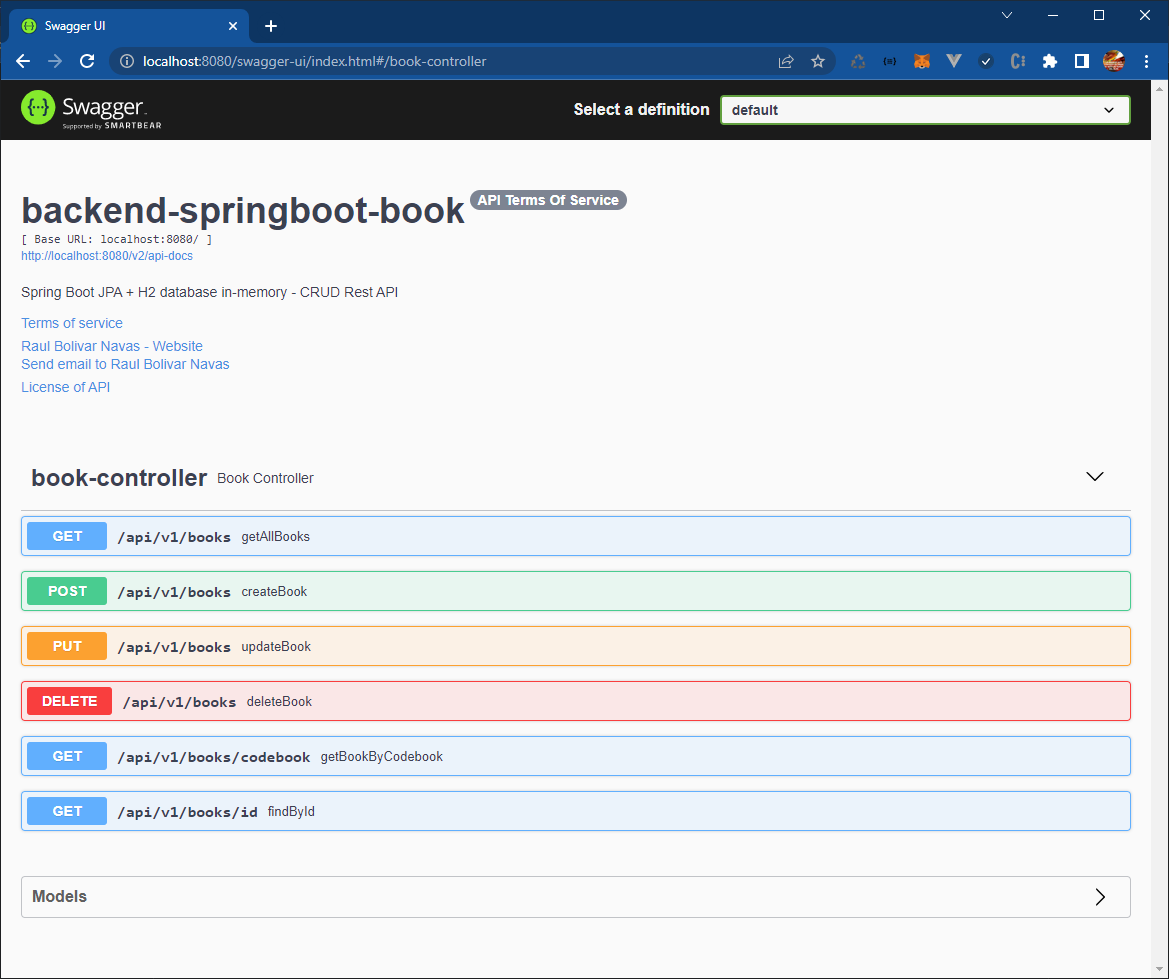 Swagger UI
localhost:8080/swagger-ui/index.html#/book-controller
Swagger
Supported by SMARTBEAR
Select a definition default
backend-springboot-book API Terms Of Service
[ Base URL: localhost:8080/ ]
http://localhost:8080/v2/api-docs
Spring Boot JPA + H2 database in-memory - CRUD Rest API
Terms of service
Raul Bolivar Navas - Website
Send email to Raul Bolivar Navas
License of API
book-controller Book Controller
GET /api/v1/books getAllBooks
POST /api/v1/books createBook
PUT /api/v1/books updateBook
DELETE /api/v1/books deleteBook
GET /api/v1/books/codebook getBookByCodebook
GET /api/v1/books/id findById
Models